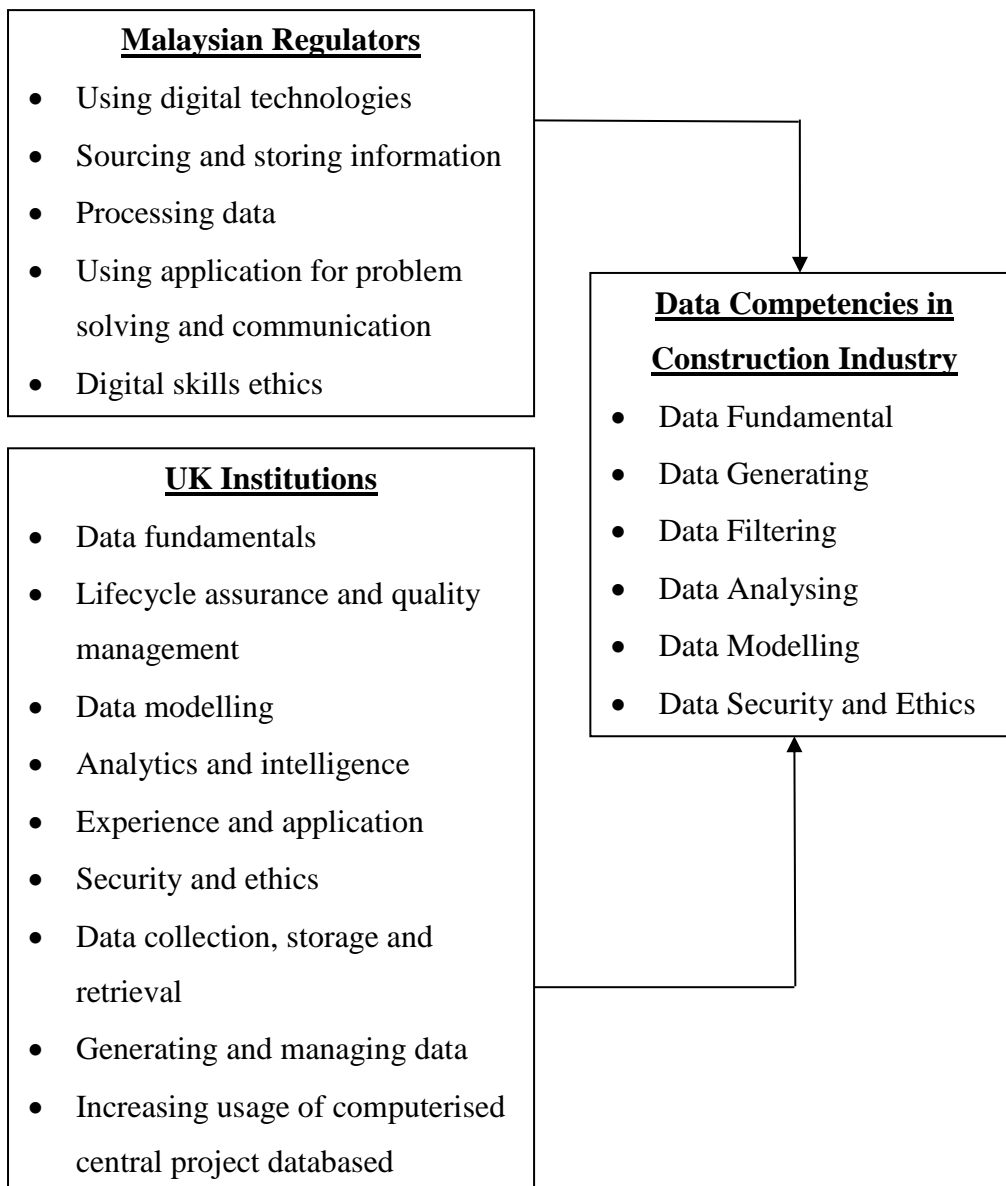 Malaysian Regulators
• Using digital technologies
• Sourcing and storing information
• Processing data
• Using application for problem
solving and communication
• Digital skills ethics
UK Institutions
• Data fundamentals
• Lifecycle assurance and quality
management
• Data modelling
• Analytics and intelligence
• Experience and application
• Security and ethics
• Data collection, storage and
retrieval
• Generating and managing data
• Increasing usage of computerised
central project databased
Data Competencies in
Construction Industry
• Data Fundamental
• Data Generating
• Data Filtering
• Data Analysing
• Data Modelling
• Data Security and Ethics